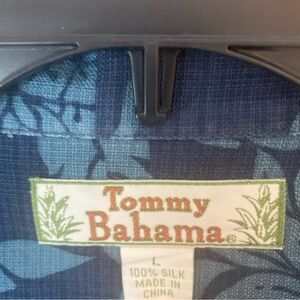 Tommy
Bahama®
L
100% SILK
MADE IN
CHINA